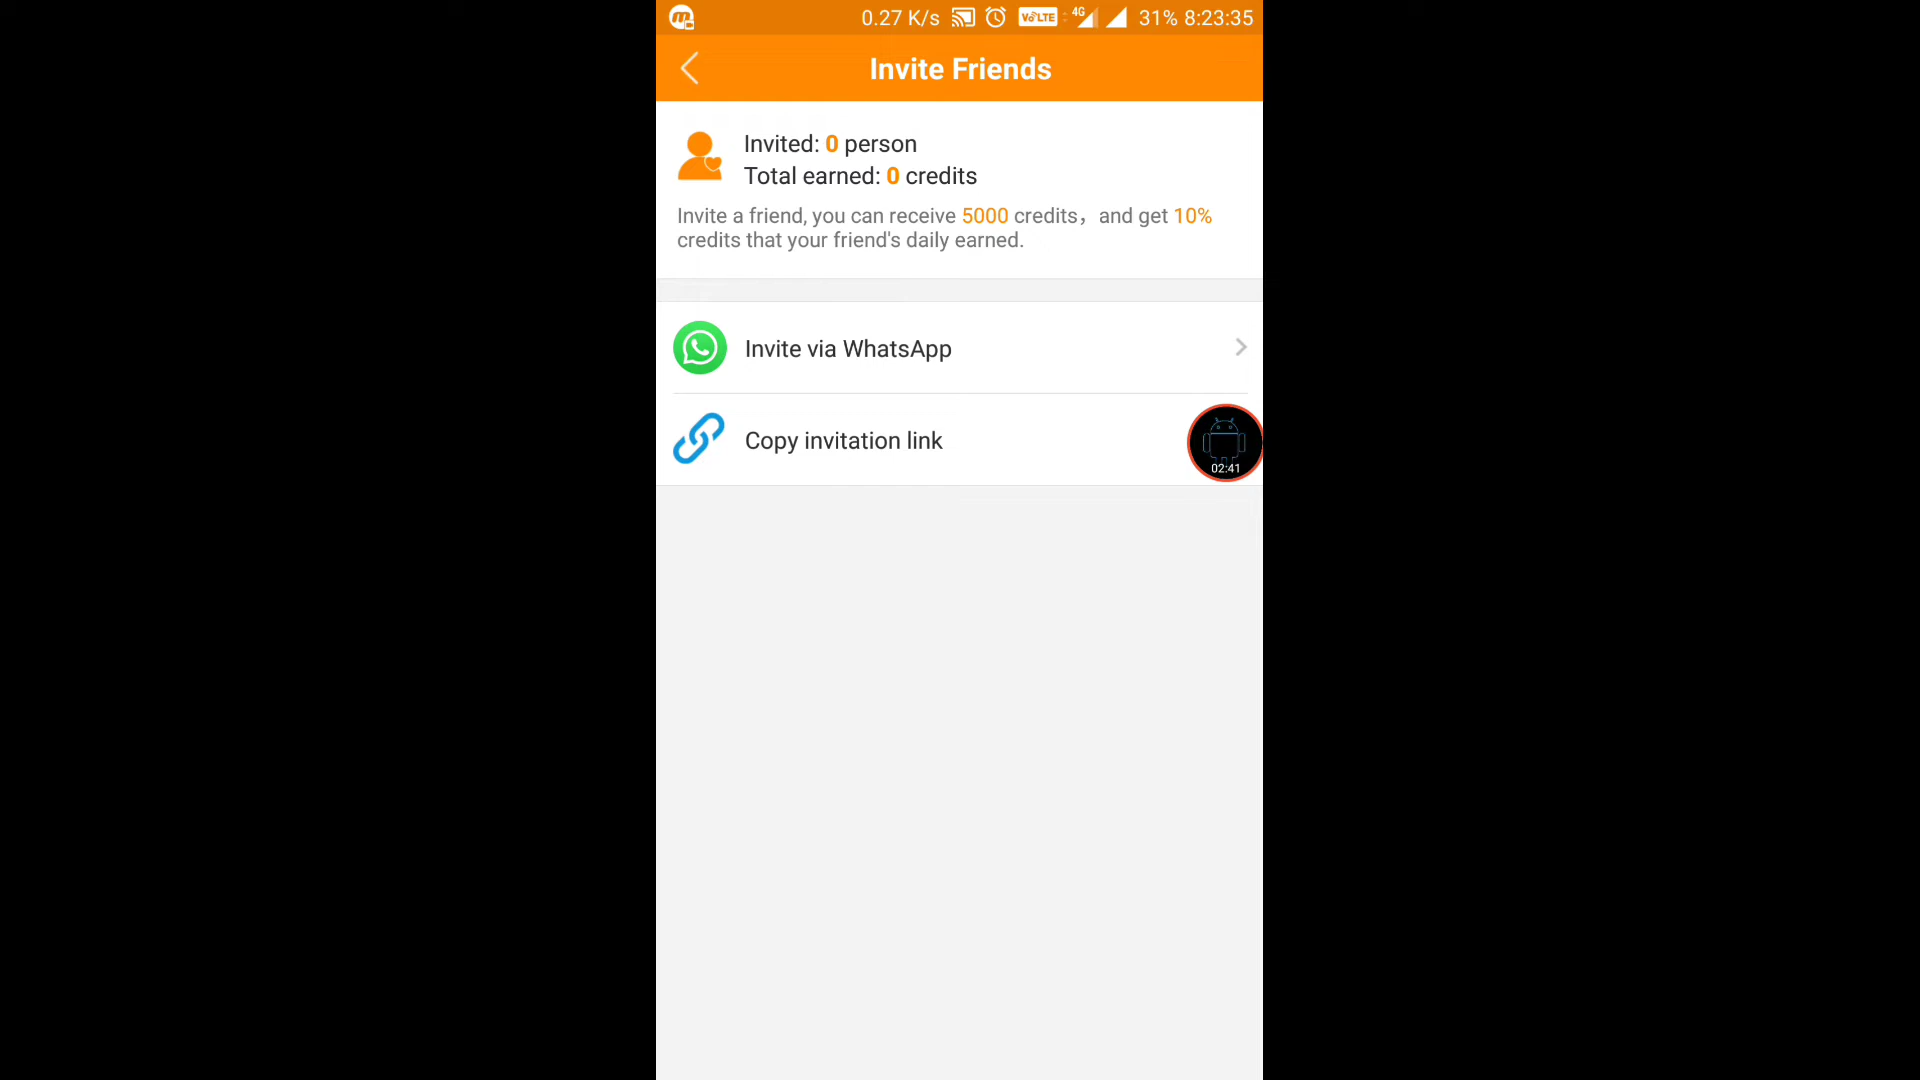 0.27 K/s VoLTE 4G 31% 8:23:35
Invite Friends
Invited: 0 person
Total earned: 0 credits
Invite a friend, you can receive 5000 credits，and get 10%
credits that your friend's daily earned.
Invite via WhatsApp
Copy invitation link
02:41